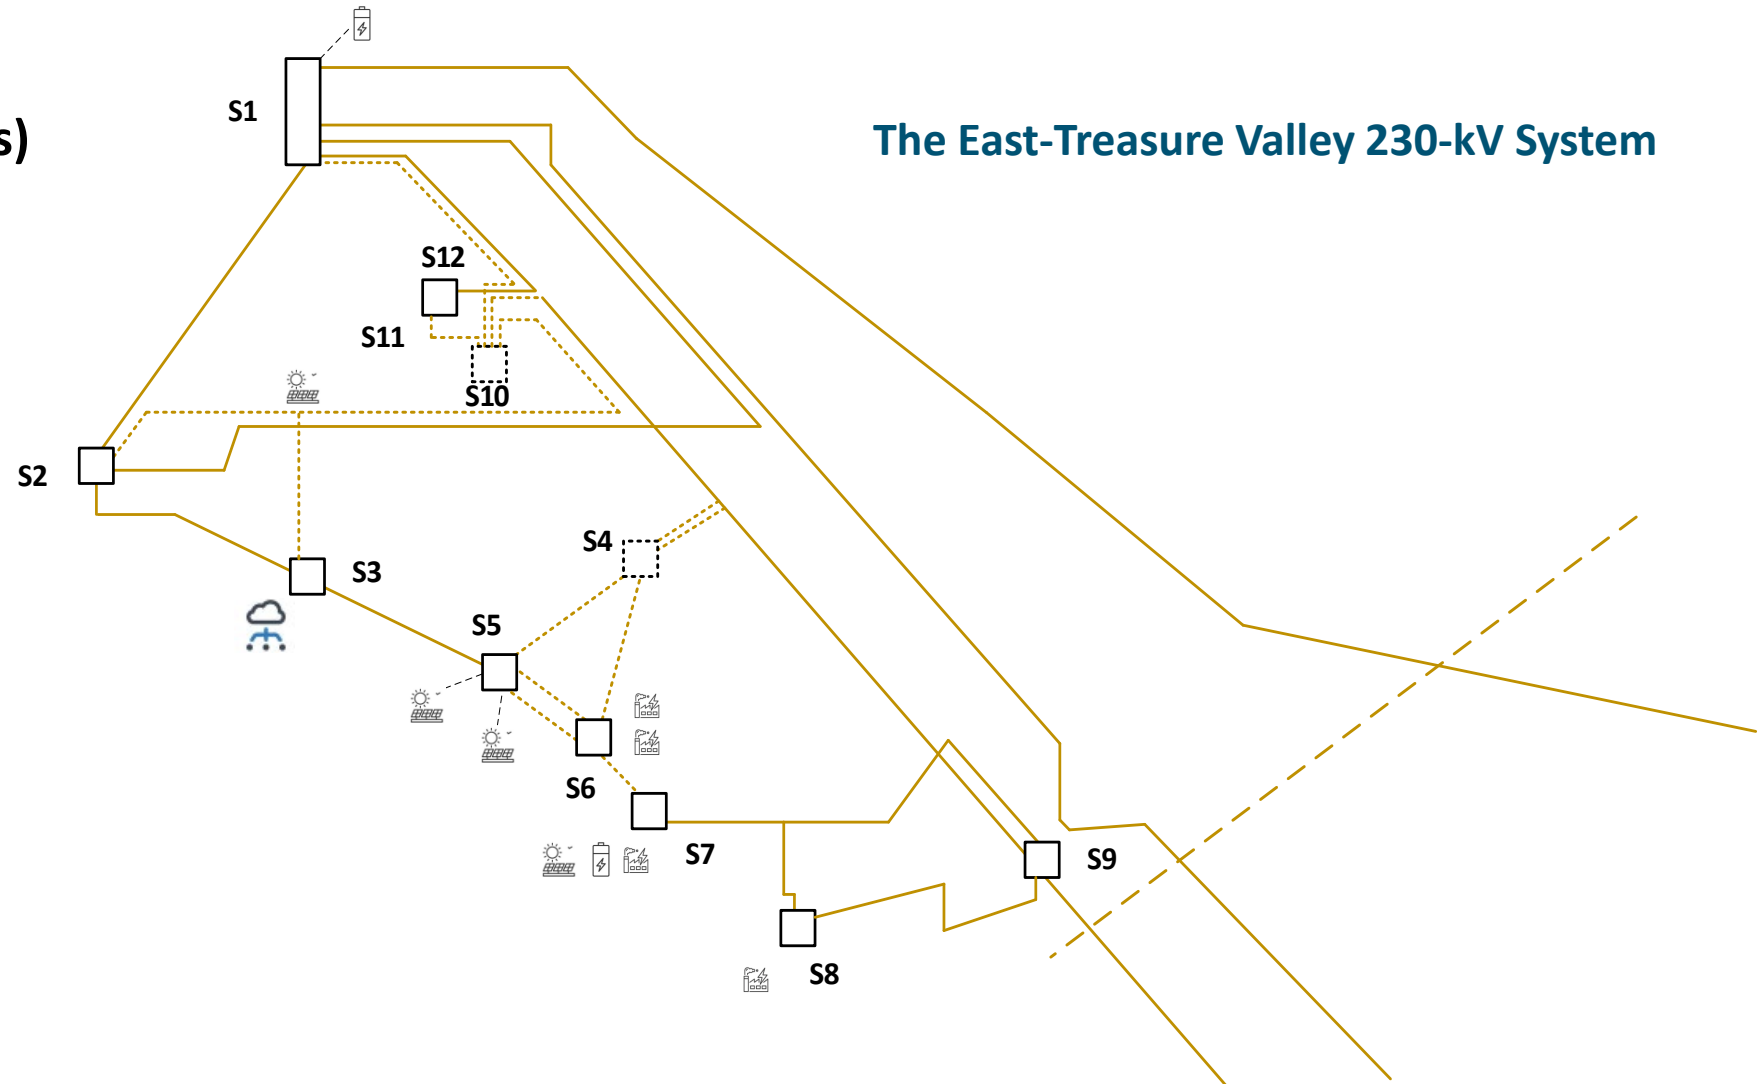 S1
s)
The East-Treasure Valley 230-kV System
S12
S11
S10
S2
S4
S3
S5
S6
S7
S9
S8